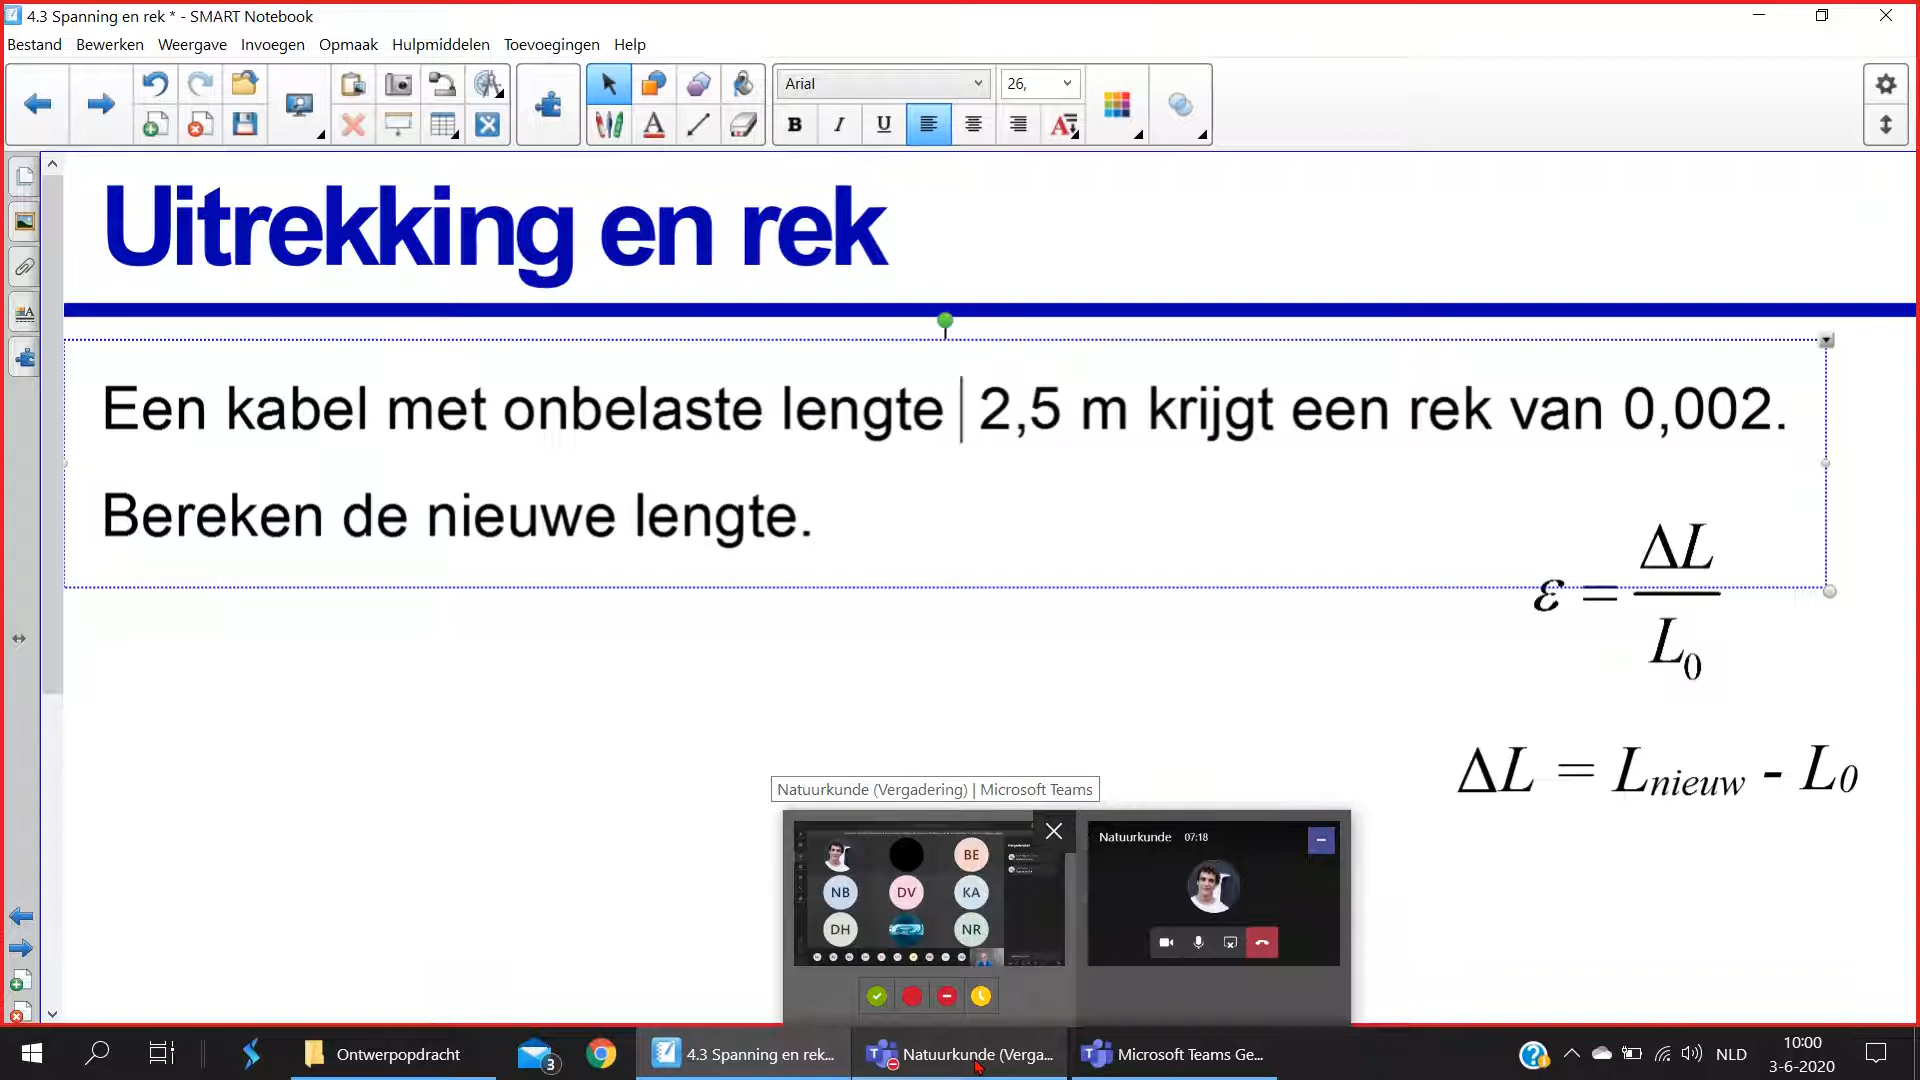 4.3 Spanning en rek * - SMART Notebook
Bestand Bewerken Weergave Invoegen Opmaak Hulpmiddelen Toevoegingen Help
Arial 26,
B I U
Uitrekking en rek
Een kabel met onbelaste lengte 2,5 m krijgt een rek van 0,002.
Bereken de nieuwe lengte.
ε = ΔL / L0
ΔL = Lnieuw - L0
Natuurkunde (Vergadering) | Microsoft Teams
Natuurkunde 07:18
BE
NB DV KA
DH NR
Ontwerpopdracht 3 4.3 Spanning en rek... Natuurkunde (Verga... Microsoft Teams Ge... NLD 10:00
3-6-2020